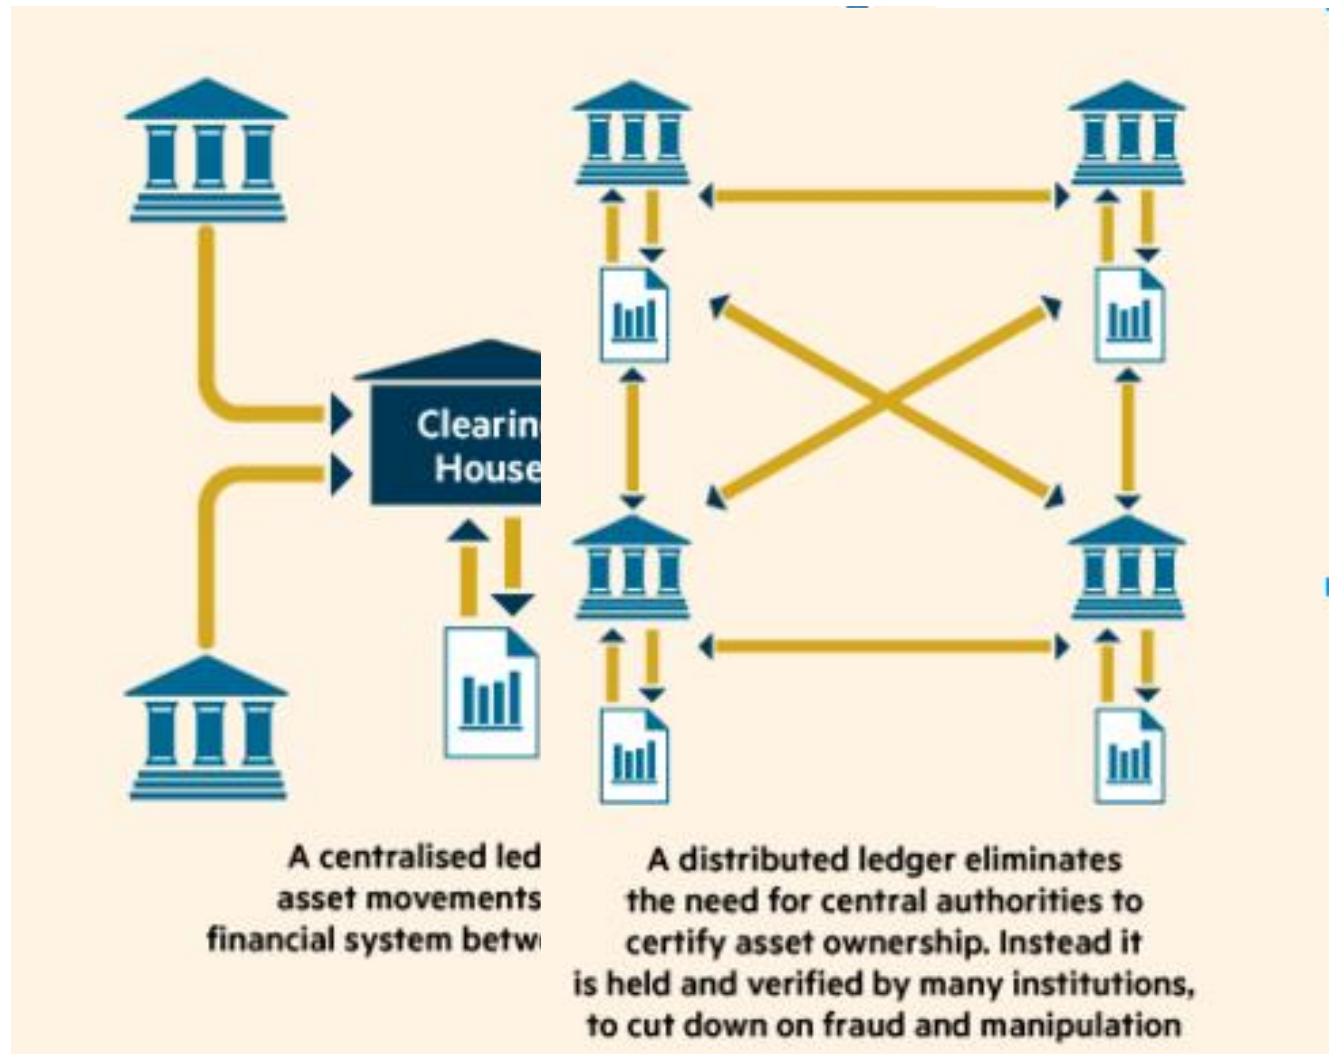 Clearin
House
A centralised led
asset movements
financial system betw
A distributed ledger eliminates
the need for central authorities to
certify asset ownership. Instead it
is held and verified by many institutions,
to cut down on fraud and manipulation